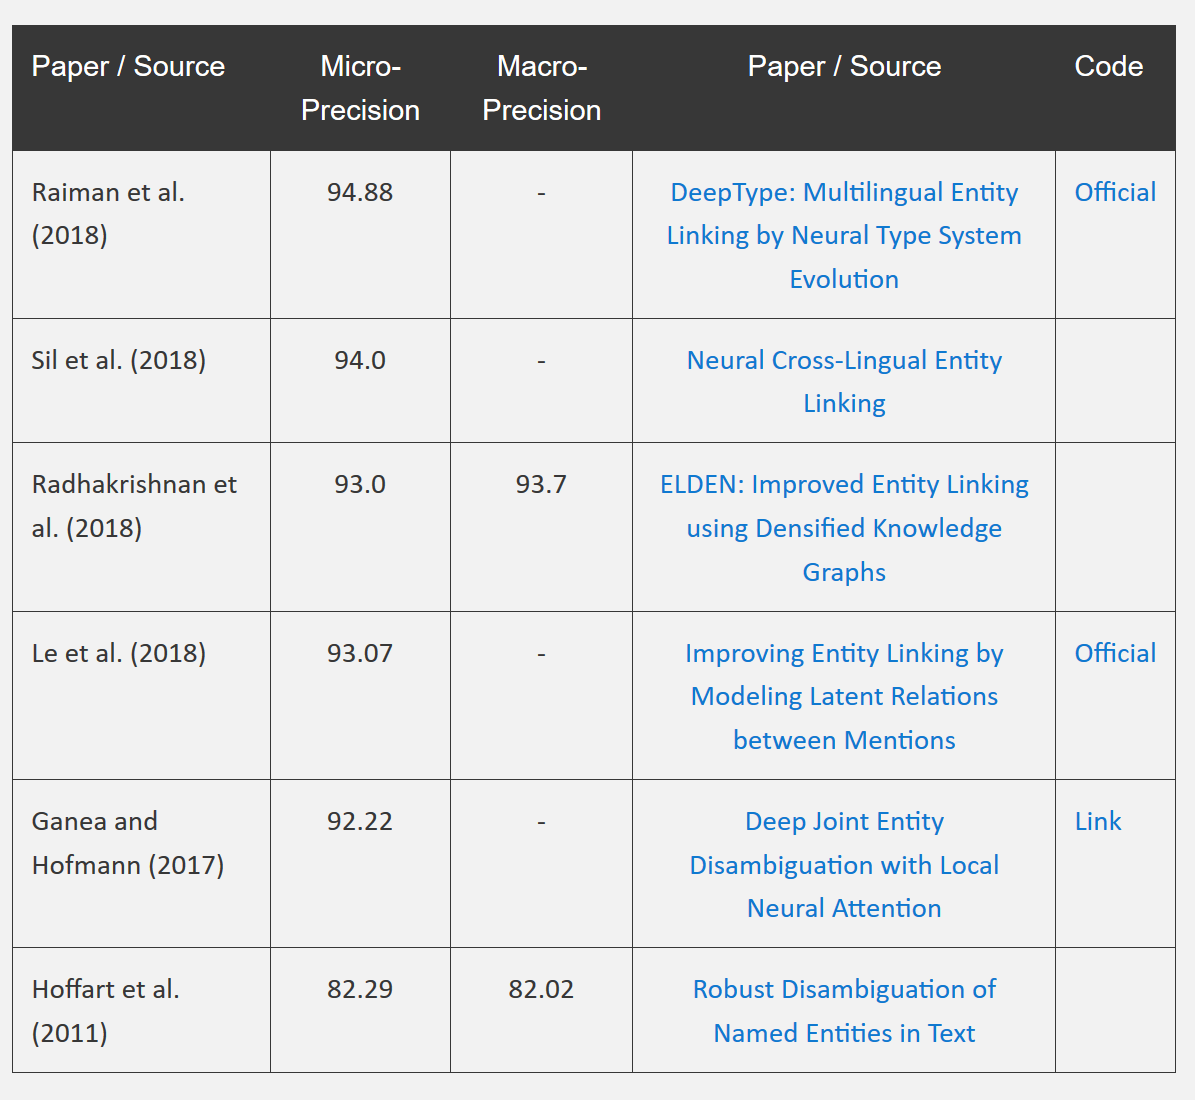 Paper / Source Micro-Precision Macro-Precision Paper / Source Code
Raiman et al. (2018) 94.88 - DeepType: Multilingual Entity Linking by Neural Type System Evolution Official
Sil et al. (2018) 94.0 - Neural Cross-Lingual Entity Linking
Radhakrishnan et al. (2018) 93.0 93.7 ELDEN: Improved Entity Linking using Densified Knowledge Graphs
Le et al. (2018) 93.07 - Improving Entity Linking by Modeling Latent Relations between Mentions Official
Ganea and Hofmann (2017) 92.22 - Deep Joint Entity Disambiguation with Local Neural Attention Link
Hoffart et al. (2011) 82.29 82.02 Robust Disambiguation of Named Entities in Text